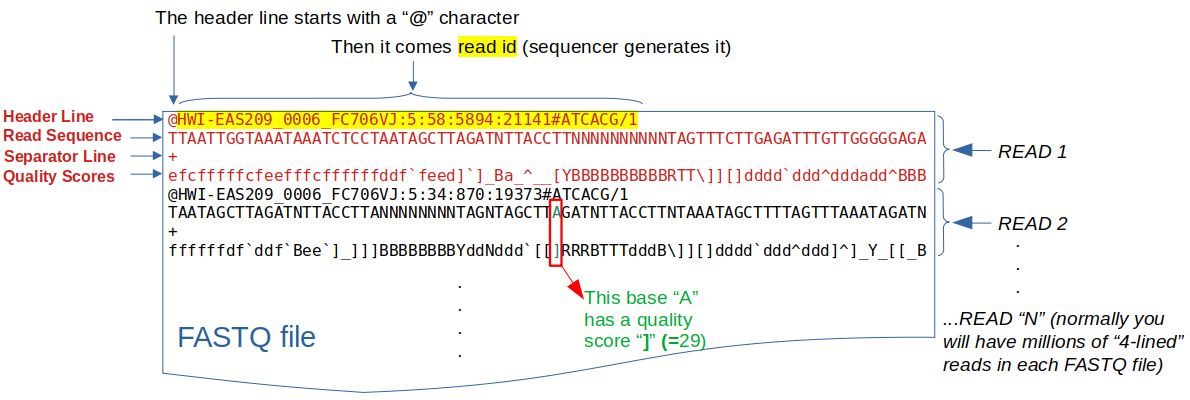 The header line starts with a “@” character
Then it comes read id (sequencer generates it)
Header Line
Read Sequence
Separator Line
Quality Scores
@HWI-EAS209_0006_FC706VJ:5:58:5894:21141#ATCACG/1
TTAATTGGTAAATAAATCTCCTAATAGCTTAGATNTTACCTTNNNNNNNNNNTAGTTTCTTGAGATTTGTTGGGGGAGA
+
efcfffffcfeefffcffffffddf`feed]`]_Ba_^__[YBBBBBBBBBBRTT\]][]dddd`ddd^dddadd^BBB
@HWI-EAS209_0006_FC706VJ:5:34:870:19373#ATCACG/1
TAATAGCTTAGATNTTACCTTANNNNNNNNTAGNTAGCTTAGATNTTACCTTNTAAATAGCTTTTAGTTTAAATAGATN
+
ffffffdf`ddf`Bee`]_]]]BBBBBBBBYddNddd`[[]RRRBTTTdddB\]][]dddd`ddd^ddd]^]_Y_[[_B
READ 1
READ 2
.
.
.
...READ “N” (normally you
will have millions of “4-lined”
reads in each FASTQ file)
.
.
.
.
This base “A”
has a quality
score “]” (=29)
FASTQ file